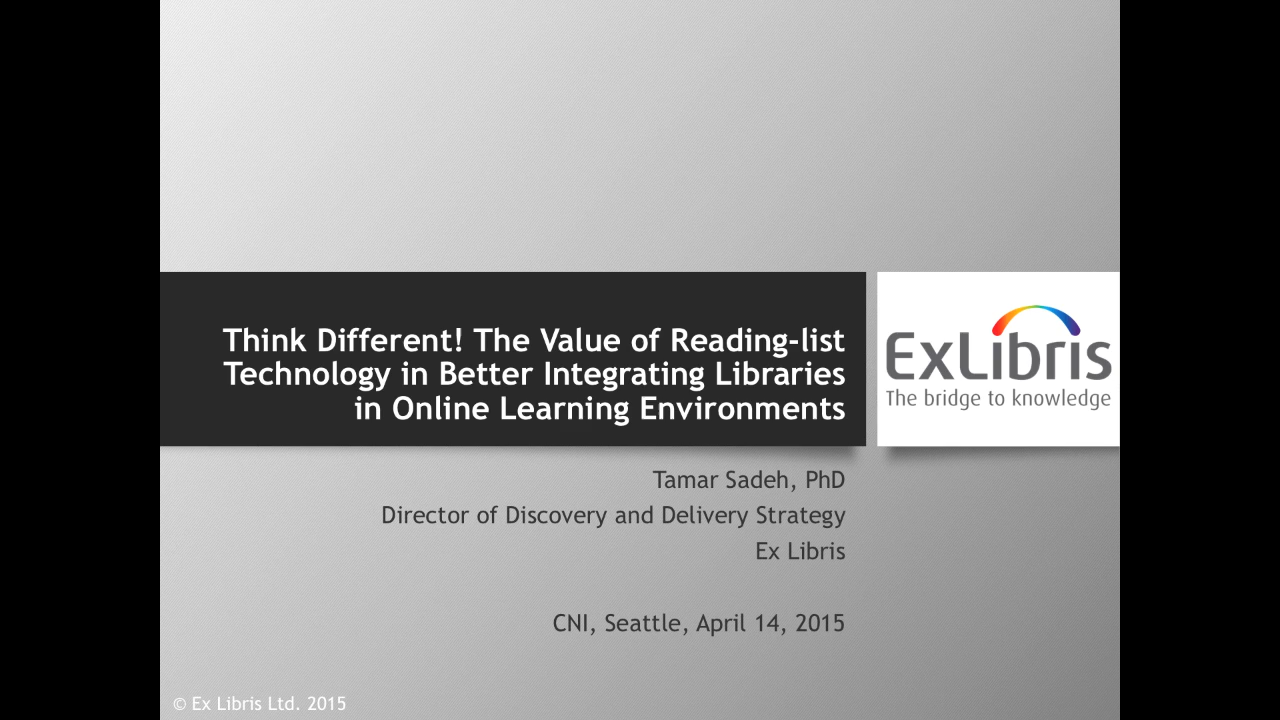 Think Different! The Value of Reading-list
Technology in Better Integrating Libraries
in Online Learning Environments
ExLibris
The bridge to knowledge
Tamar Sadeh, PhD
Director of Discovery and Delivery Strategy
Ex Libris
CNI, Seattle, April 14, 2015
© Ex Libris Ltd. 2015